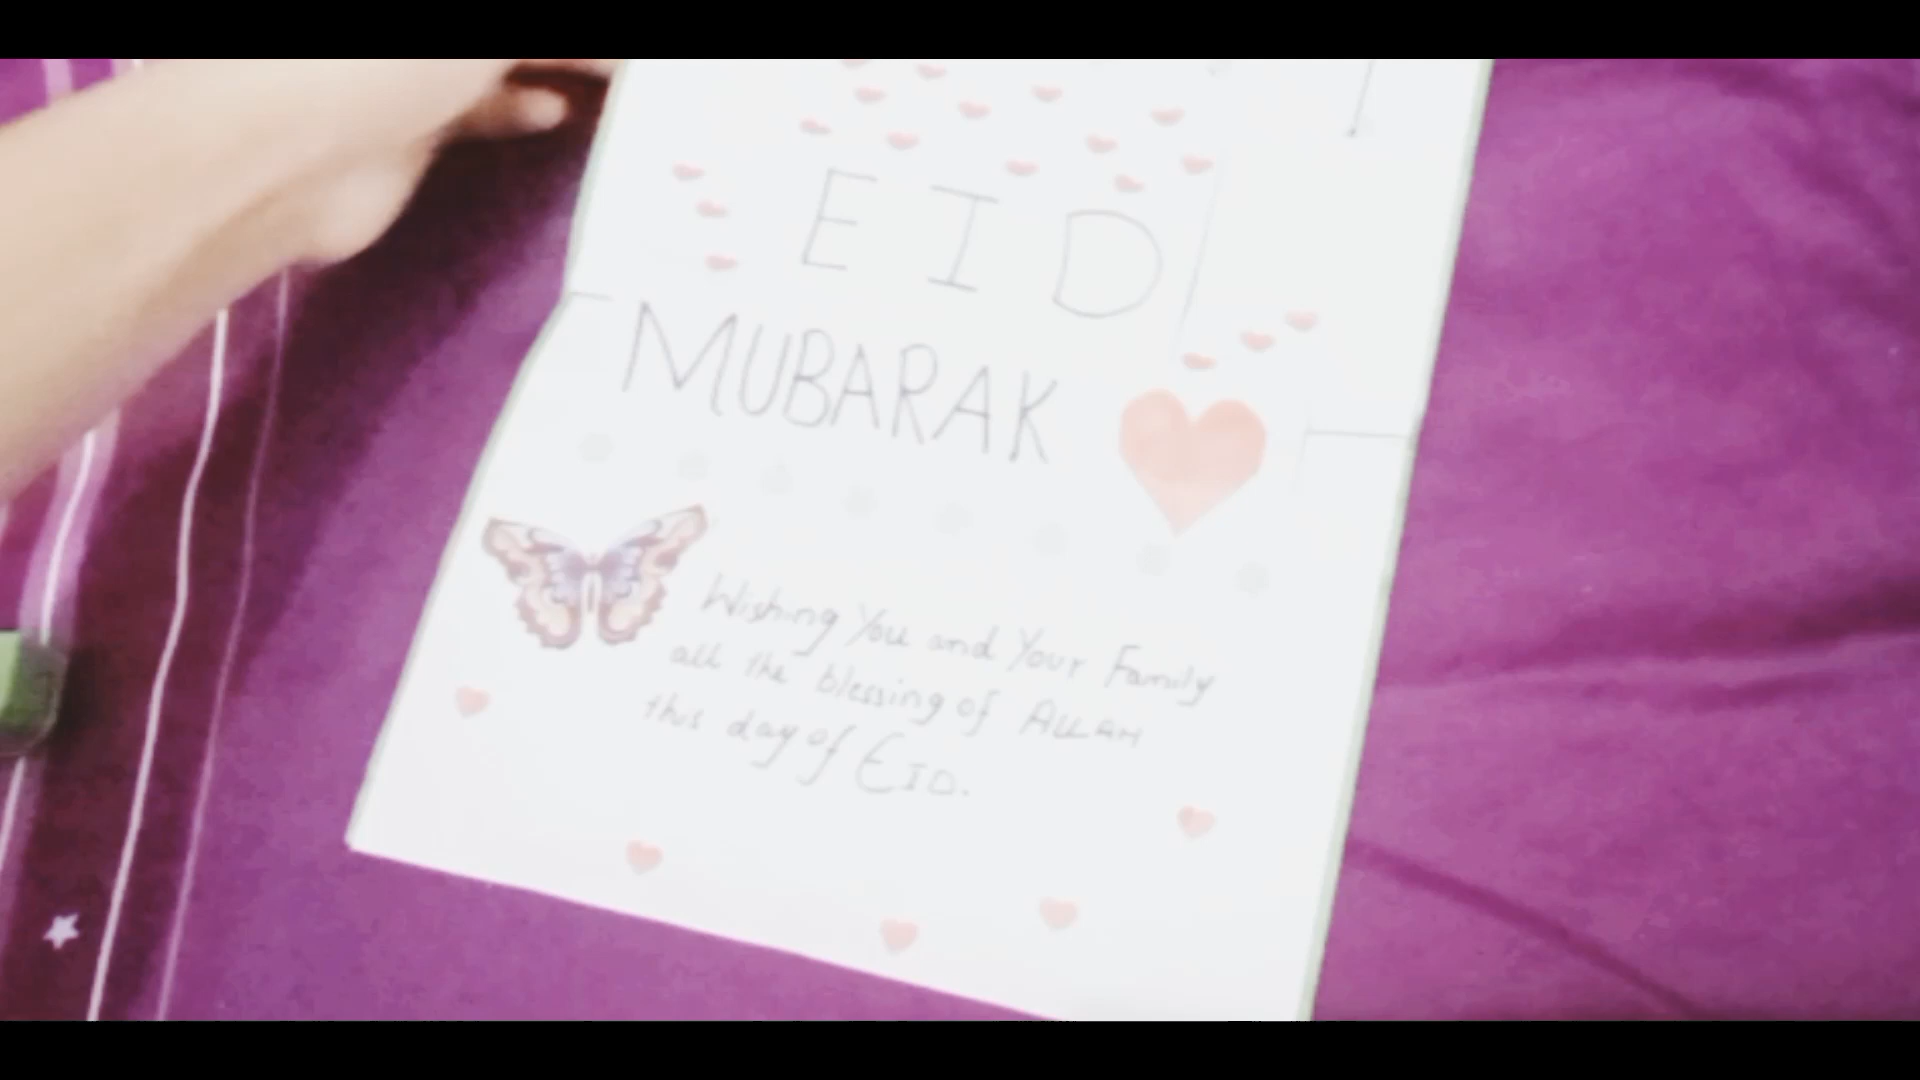 EID
MUBARAK
Wishing You and Your Family
all the blessing of ALLAH
this day of EID.